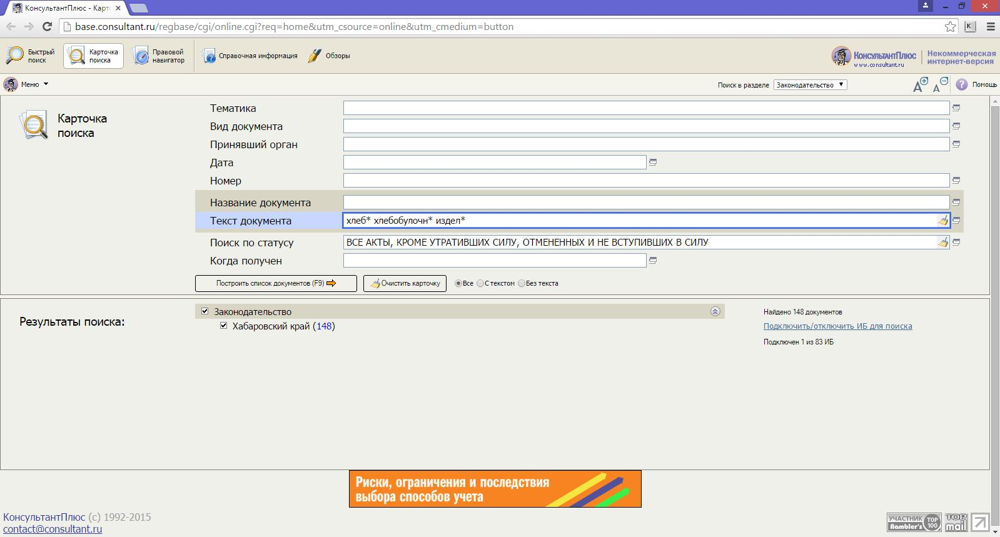 КонсультантПлюс - Карто
base.consultant.ru/regbase/cgi/online.cgi?req=home&utm_csource=online&utm_cmedium=button
Быстрый
поиск
Карточка
поиска
Правовой
навигатор
Справочная информация
Обзоры
КонсультантПлюс
www.consultant.ru
Некоммерческая
интернет-версия
Меню
Поиск в разделе
Законодательство
Помощь
Карточка
поиска
Тематика
Вид документа
Принявший орган
Дата
Номер
Название документа
Текст документа хлеб* хлебобулочн* издел*
Поиск по статусу ВСЕ АКТЫ, КРОМЕ УТРАТИВШИХ СИЛУ, ОТМЕНЕННЫХ И НЕ ВСТУПИВШИХ В СИЛУ
Когда получен
Построить список документов (F9)
Очистить карточку
Все С текстом Без текста
Результаты поиска:
Законодательство
Хабаровский край (148)
Найдено 148 документов
Подключить/отключить ИБ для поиска
Подключен 1 из 83 ИБ
Риски, ограничения и последствия
выбора способов учета
КонсультантПлюс (c) 1992-2015
contact@consultant.ru
УЧАСТНИК
Rambler's
TOP
100
TOP
mail